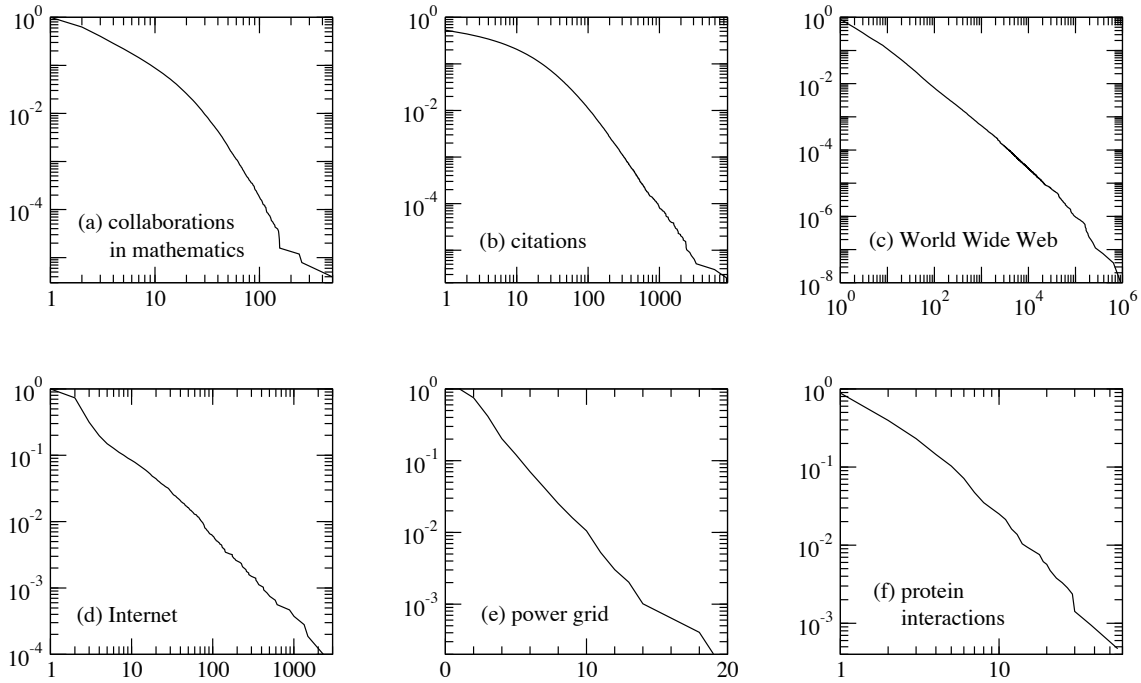 10^0
10^-2
10^-4
1 10 100
(a) collaborations
in mathematics
10^0
10^-2
10^-4
1 10 100 1000
(b) citations
10^0
10^-2
10^-4
10^-6
10^-8
10^0 10^2 10^4 10^6
(c) World Wide Web
10^0
10^-1
10^-2
10^-3
10^-4
1 10 100 1000
(d) Internet
10^0
10^-1
10^-2
10^-3
0 10 20
(e) power grid
10^0
10^-1
10^-2
10^-3
1 10
(f) protein
interactions